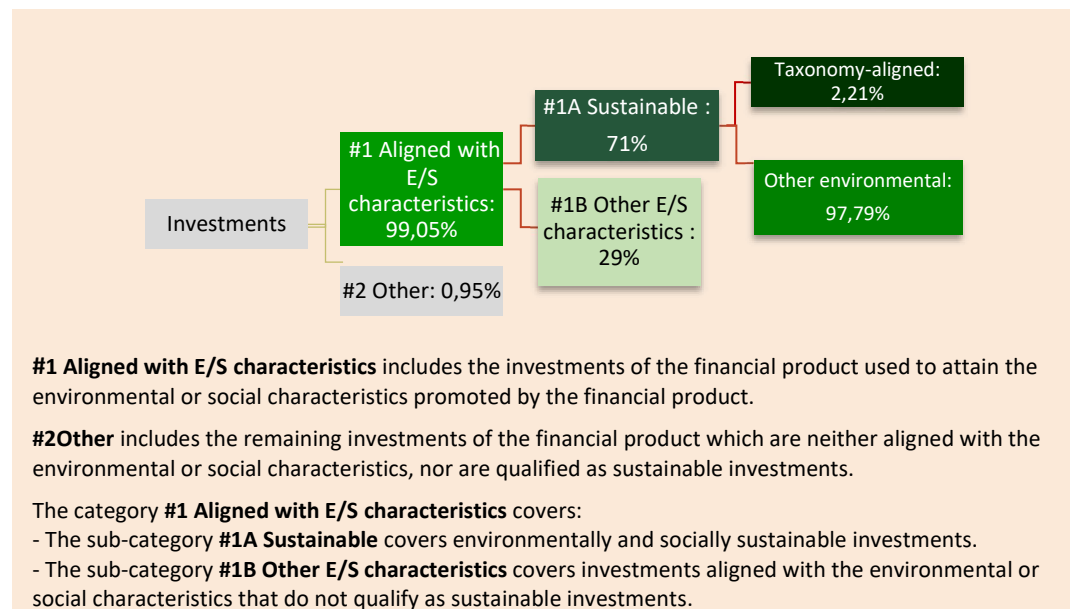 Investments
#1 Aligned with
E/S
characteristics:
99,05%
#2 Other: 0,95%
#1A Sustainable :
71%
#1B Other E/S
characteristics :
29%
Taxonomy-aligned:
2,21%
Other environmental:
97,79%
#1 Aligned with E/S characteristics includes the investments of the financial product used to attain the
environmental or social characteristics promoted by the financial product.
#2Other includes the remaining investments of the financial product which are neither aligned with the
environmental or social characteristics, nor are qualified as sustainable investments.
The category #1 Aligned with E/S characteristics covers:
- The sub-category #1A Sustainable covers environmentally and socially sustainable investments.
- The sub-category #1B Other E/S characteristics covers investments aligned with the environmental or
social characteristics that do not qualify as sustainable investments.